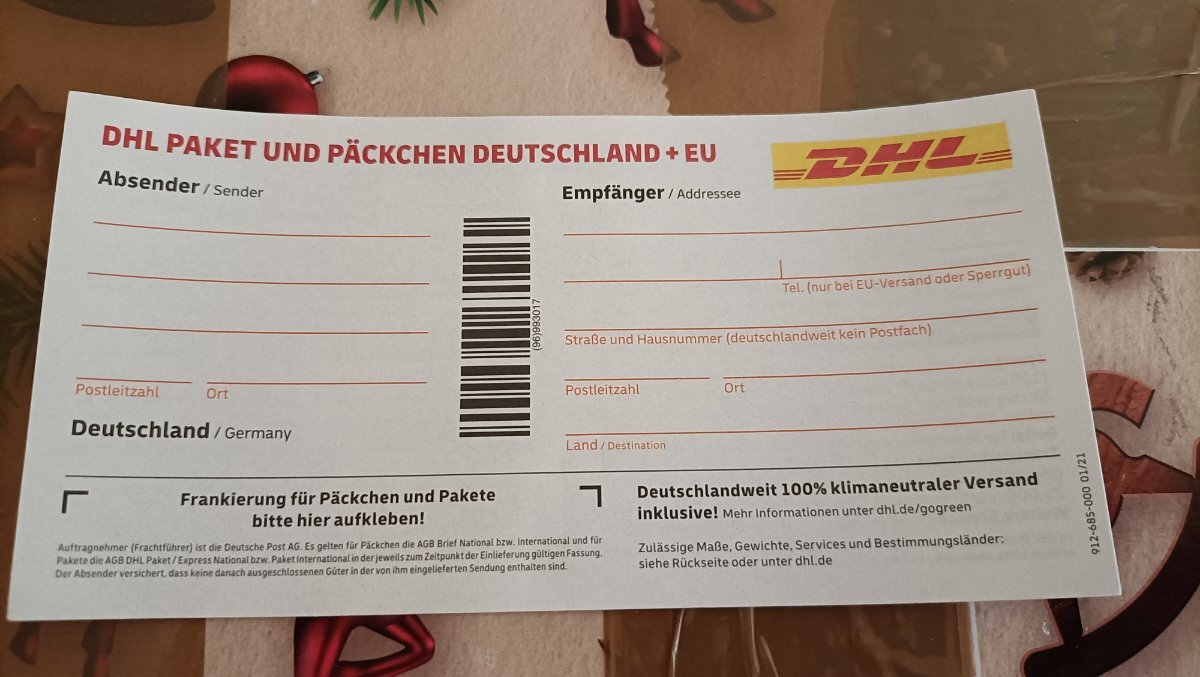 DHL PAKET UND PÄCKCHEN DEUTSCHLAND + EU
DHL
Absender / Sender
Postleitzahl
Ort
Deutschland / Germany
(96)993017
Empfänger / Addressee
Tel. (nur bei EU-Versand oder Sperrgut)
Straße und Hausnummer (deutschlandweit kein Postfach)
Postleitzahl
Ort
Land / Destination
Frankierung für Päckchen und Pakete
bitte hier aufkleben!
Auftragnehmer (Frachtführer) ist die Deutsche Post AG. Es gelten für Päckchen die AGB Brief National bzw. International und für
Pakete die AGB DHL Paket / Express National bzw. Paket International in der jeweils zum Zeitpunkt der Einlieferung gültigen Fassung.
Der Absender versichert, dass keine danach ausgeschlossenen Güter in der von ihm eingelieferten Sendung enthalten sind.
Deutschlandweit 100% klimaneutraler Versand
inklusive! Mehr Informationen unter dhl.de/gogreen
Zulässige Maße, Gewichte, Services und Bestimmungsländer:
siehe Rückseite oder unter dhl.de
912-685-000 01/21